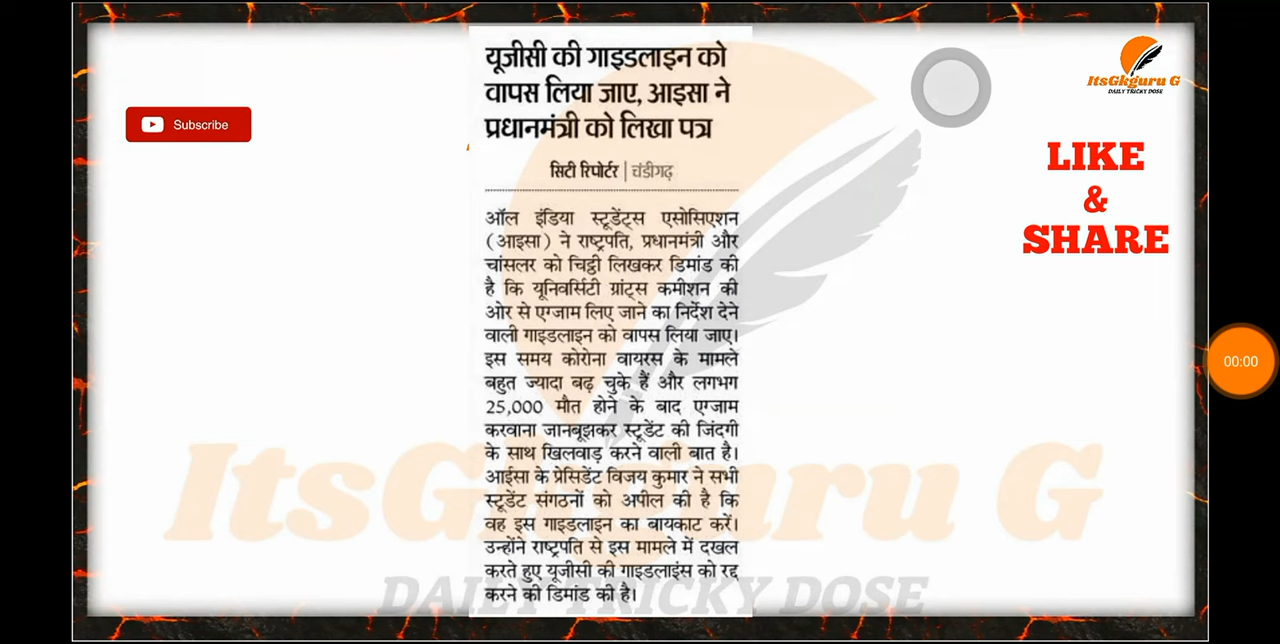 यूजीसी की गाइडलाइन को
वापस लिया जाए, आइसा ने
प्रधानमंत्री को लिखा पत्र
सिटी रिपोर्टर | चंडीगढ़
ऑल इंडिया स्टूडेंट्स एसोसिएशन
(आइसा) ने राष्ट्रपति, प्रधानमंत्री और
चांसलर को चिट्ठी लिखकर डिमांड की
है कि यूनिवर्सिटी ग्रांट्स कमीशन की
ओर से एग्जाम लिए जाने का निर्देश देने
वाली गाइडलाइन को वापस लिया जाए।
इस समय कोरोना वायरस के मामले
बहुत ज्यादा बढ़ चुके हैं और लगभग
25,000 मौत होने के बाद एग्जाम
करवाना जानबूझकर स्टूडेंट की जिंदगी
के साथ खिलवाड़ करने वाली बात है।
आईसा के प्रेसिडेंट विजय कुमार ने सभी
स्टूडेंट संगठनों को अपील की है कि
वह इस गाइडलाइन का बायकाट करें।
उन्होंने राष्ट्रपति से इस मामले में दखल
करते हुए यूजीसी की गाइडलाइंस को रद्द
करने की डिमांड की है।
Subscribe
ItsGkguru G
DAILY TRICKY DOSE
LIKE
&
SHARE
00:00
ItsGkguru G
DAILY TRICKY DOSE